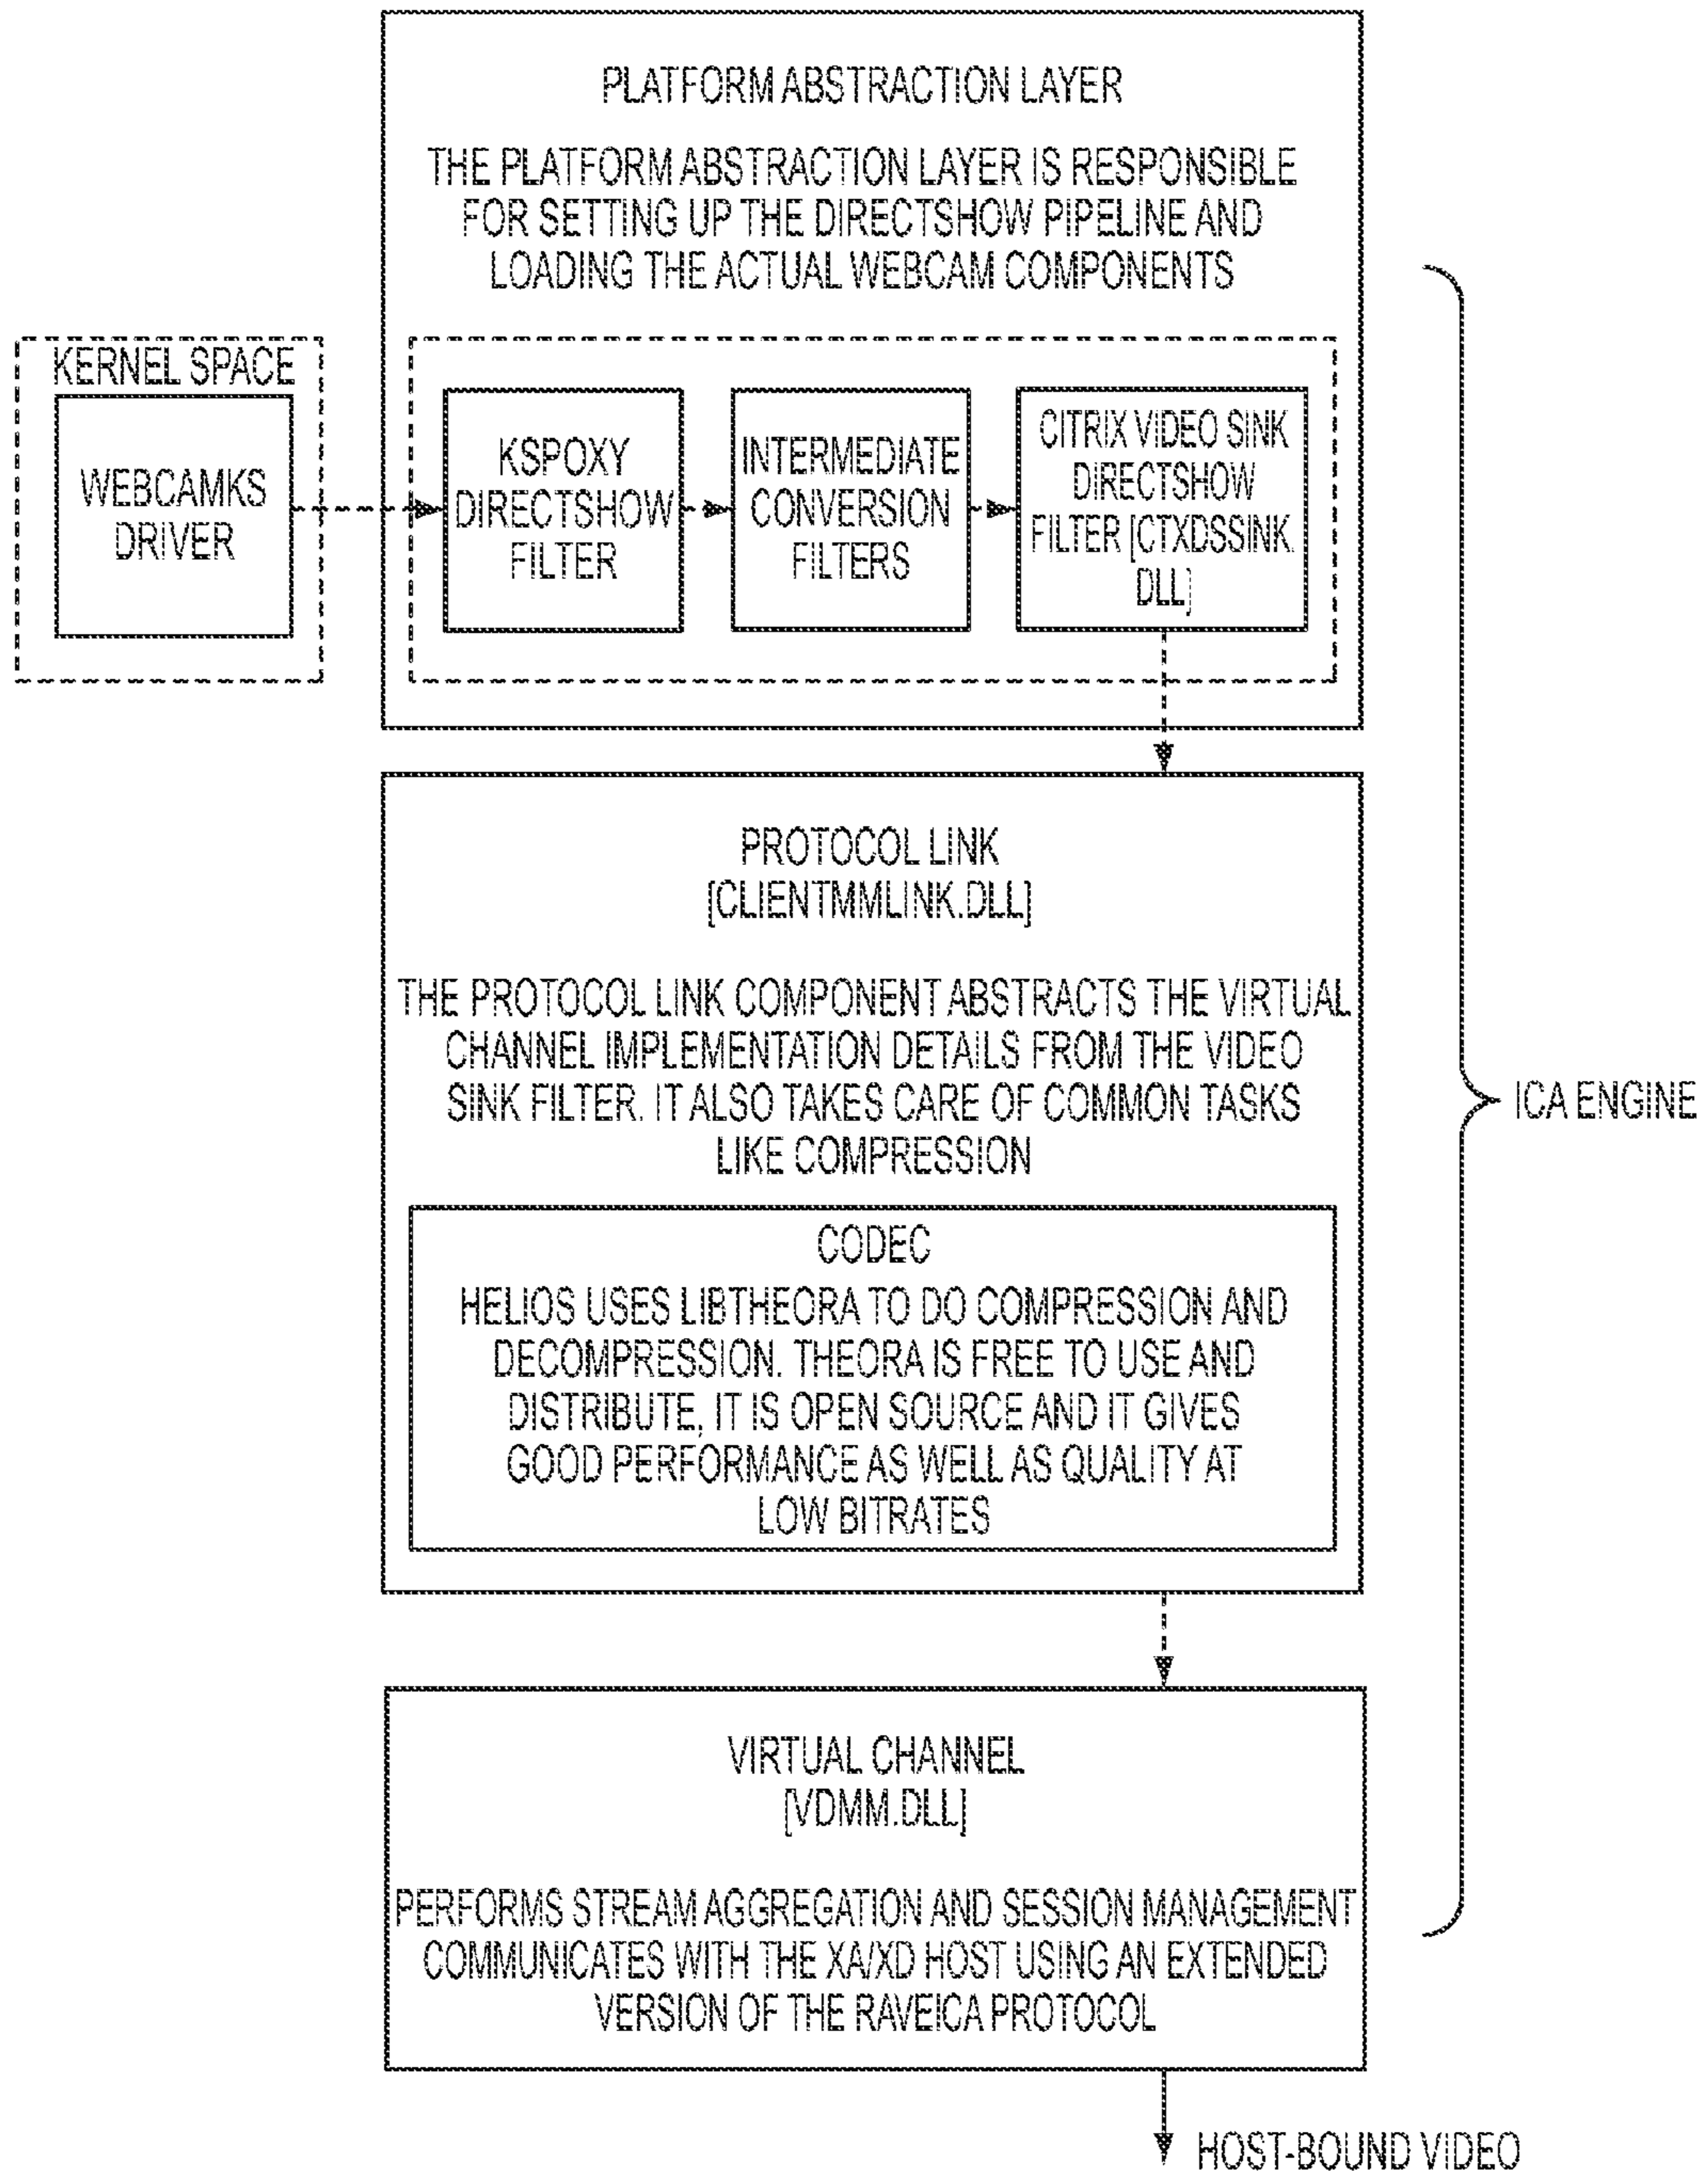 PLATFORM ABSTRACTION LAYER
THE PLATFORM ABSTRACTION LAYER IS RESPONSIBLE
FOR SETTING UP THE DIRECTSHOW PIPELINE AND
LOADING THE ACTUAL WEBCAM COMPONENTS
KERNEL SPACE
WEBCAMKS
DRIVER
KSPOXY
DIRECTSHOW
FILTER
INTERMEDIATE
CONVERSION
FILTERS
CITRIX VIDEO SINK
DIRECTSHOW
FILTER [CTXDSSINK.
DLL]
PROTOCOL LINK
[CLIENTMMLINK.DLL]
THE PROTOCOL LINK COMPONENT ABSTRACTS THE VIRTUAL
CHANNEL IMPLEMENTATION DETAILS FROM THE VIDEO
SINK FILTER. IT ALSO TAKES CARE OF COMMON TASKS
LIKE COMPRESSION
ICA ENGINE
CODEC
HELIOS USES LIBTHEORA TO DO COMPRESSION AND
DECOMPRESSION. THEORA IS FREE TO USE AND
DISTRIBUTE, IT IS OPEN SOURCE AND IT GIVES
GOOD PERFORMANCE AS WELL AS QUALITY AT
LOW BITRATES
VIRTUAL CHANNEL
[VDMM.DLL]
PERFORMS STREAM AGGREGATION AND SESSION MANAGEMENT
COMMUNICATES WITH THE XA/XD HOST USING AN EXTENDED
VERSION OF THE RAVEICA PROTOCOL
HOST-BOUND VIDEO